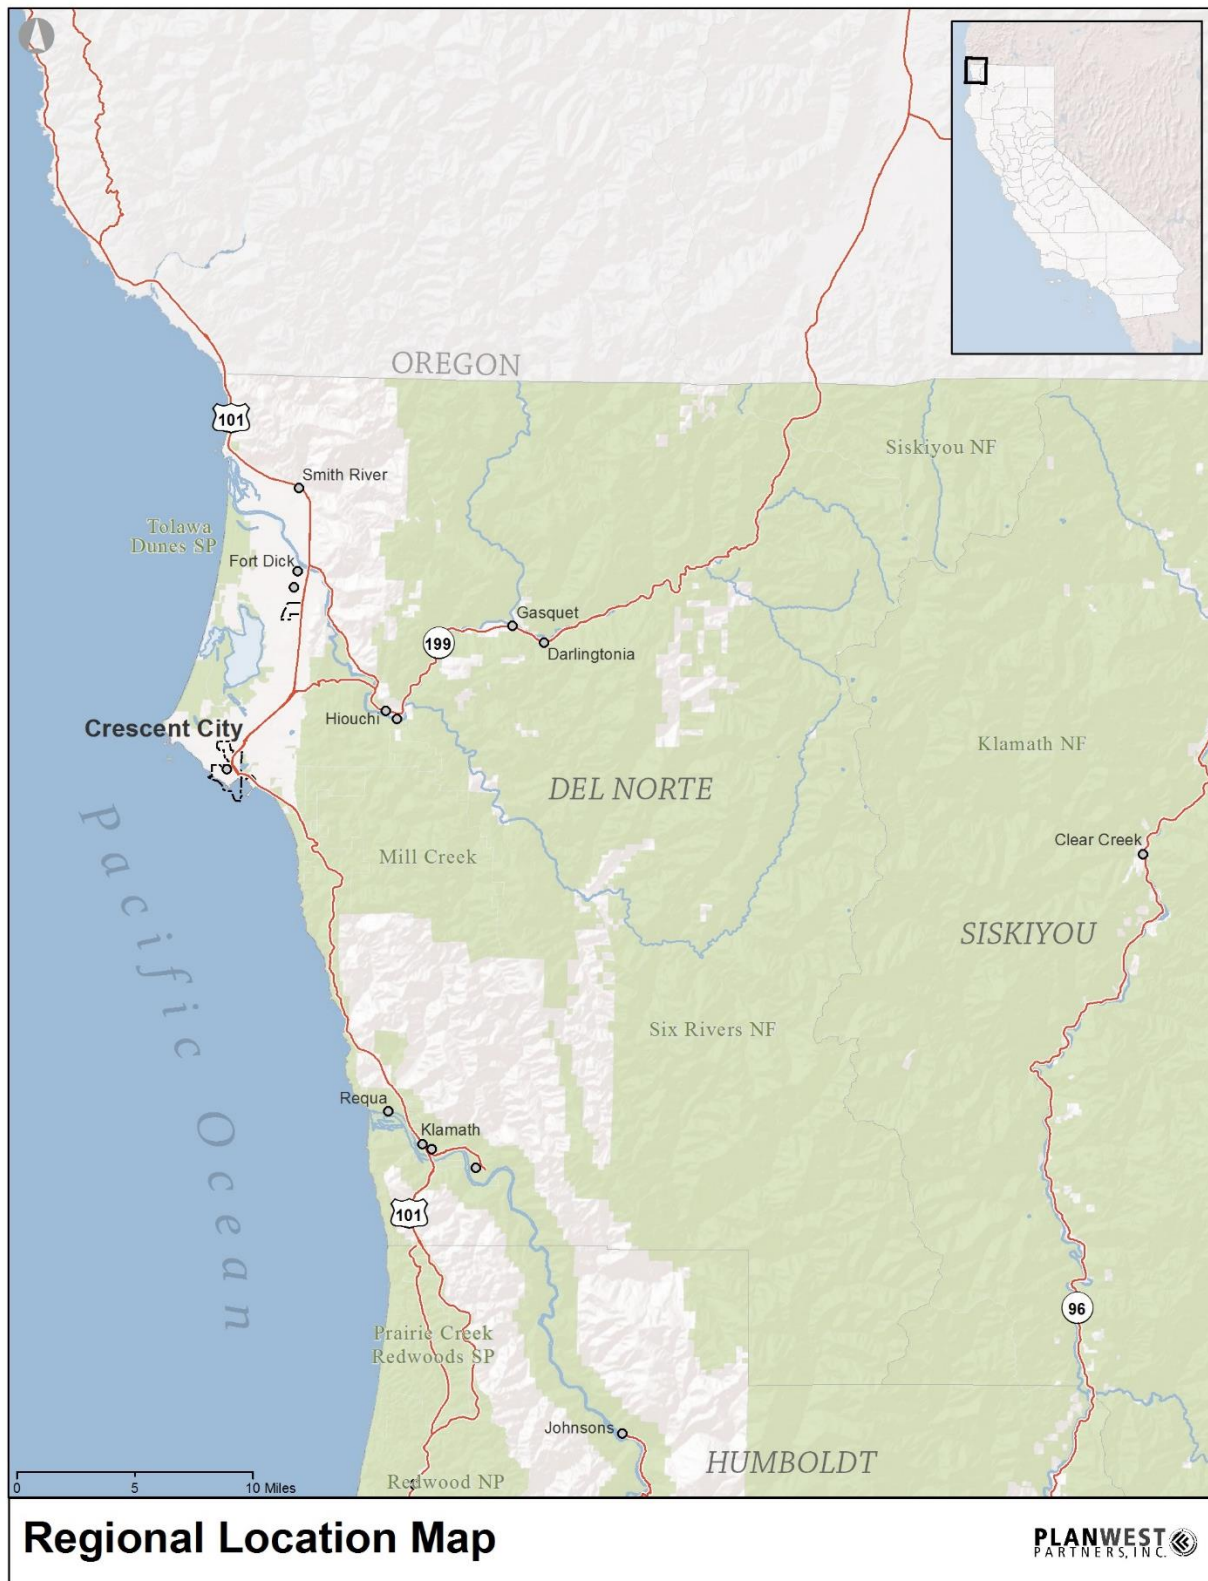 OREGON
101
Smith River
Siskiyou NF
Tolawa
Dunes SP
Fort Dick
Gasquet
199
Darlingtonia
Hiouchi
Crescent City
Klamath NF
DEL NORTE
Pacific Ocean
Mill Creek
Clear Creek
SISKIYOU
Six Rivers NF
Requa
Klamath
101
96
Prairie Creek
Redwoods SP
Johnsons
HUMBOLDT
Redwood NP
0 5 10 Miles
Regional Location Map
PLANWEST
PARTNERS, INC.